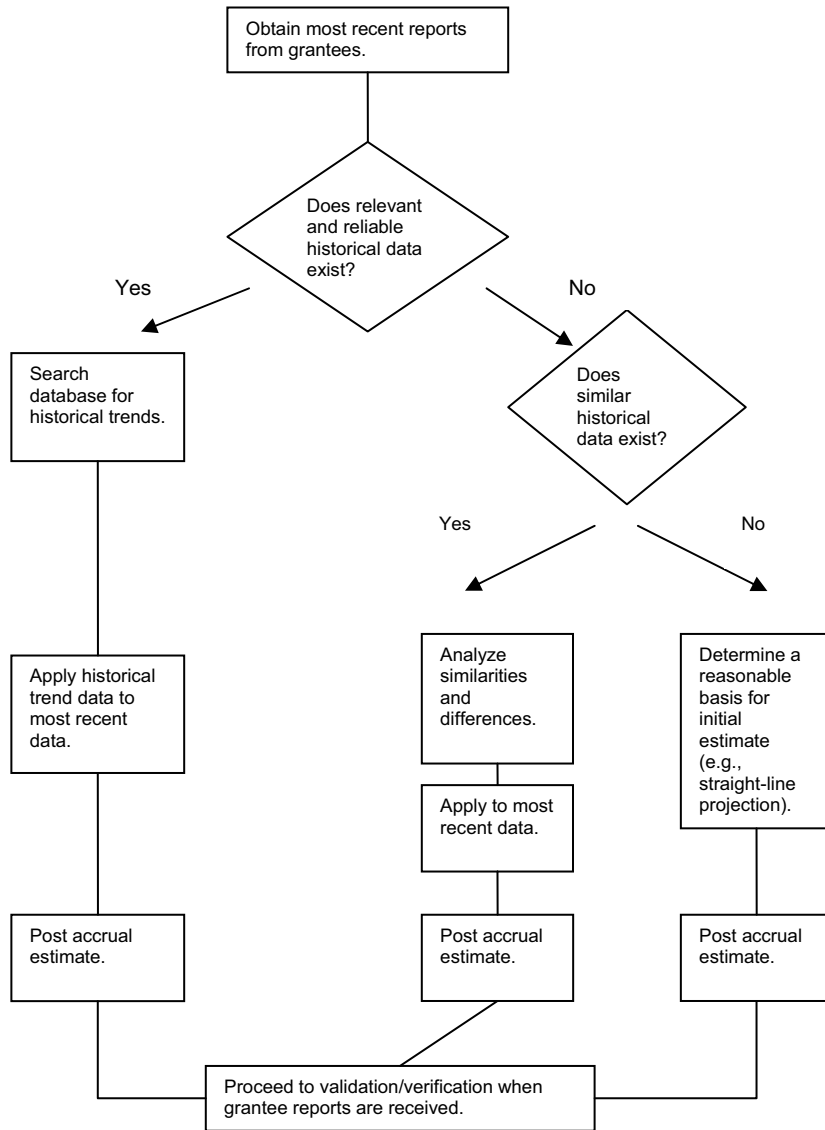 Obtain most recent reports
from grantees.
Does relevant
and reliable
historical data
exist?
Yes
No
Search
database for
historical trends.
Does
similar
historical
data exist?
Yes
No
Apply historical
trend data to
most recent
data.
Analyze
similarities
and
differences.
Determine a
reasonable
basis for
initial
estimate
(e.g.,
straight-line
projection).
Apply to most
recent data.
Post accrual
estimate.
Post accrual
estimate.
Post accrual
estimate.
Proceed to validation/verification when
grantee reports are received.